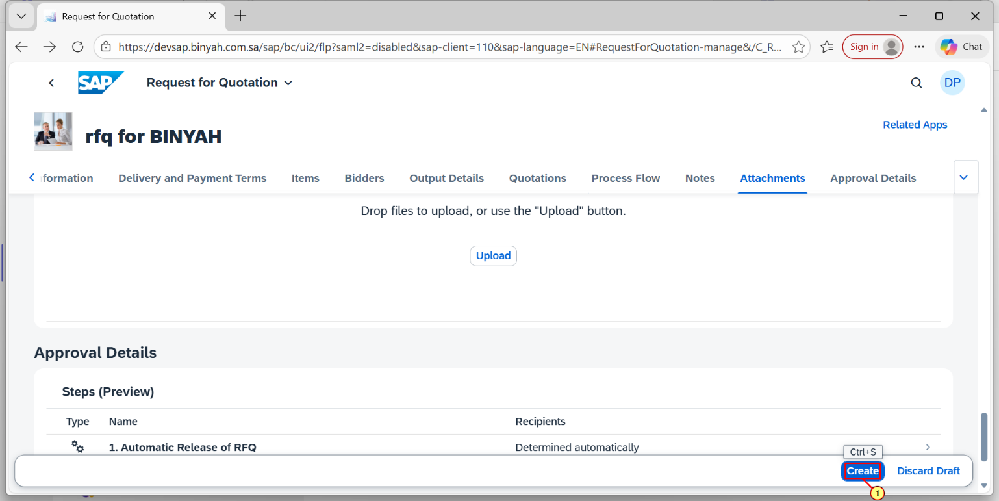 Request for Quotation
https://devsap.binyah.com.sa/sap/bc/ui2/flp?saml2=disabled&sap-client=110&sap-language=EN#RequestForQuotation-manage&/C_R...
Sign in
Chat
SAP
Request for Quotation
DP
rfq for BINYAH
Related Apps
formation Delivery and Payment Terms Items Bidders Output Details Quotations Process Flow Notes Attachments Approval Details
Drop files to upload, or use the "Upload" button.
Upload
Approval Details
Steps (Preview)
Type Name Recipients
1. Automatic Release of RFQ Determined automatically
Ctrl+S
Create Discard Draft
1